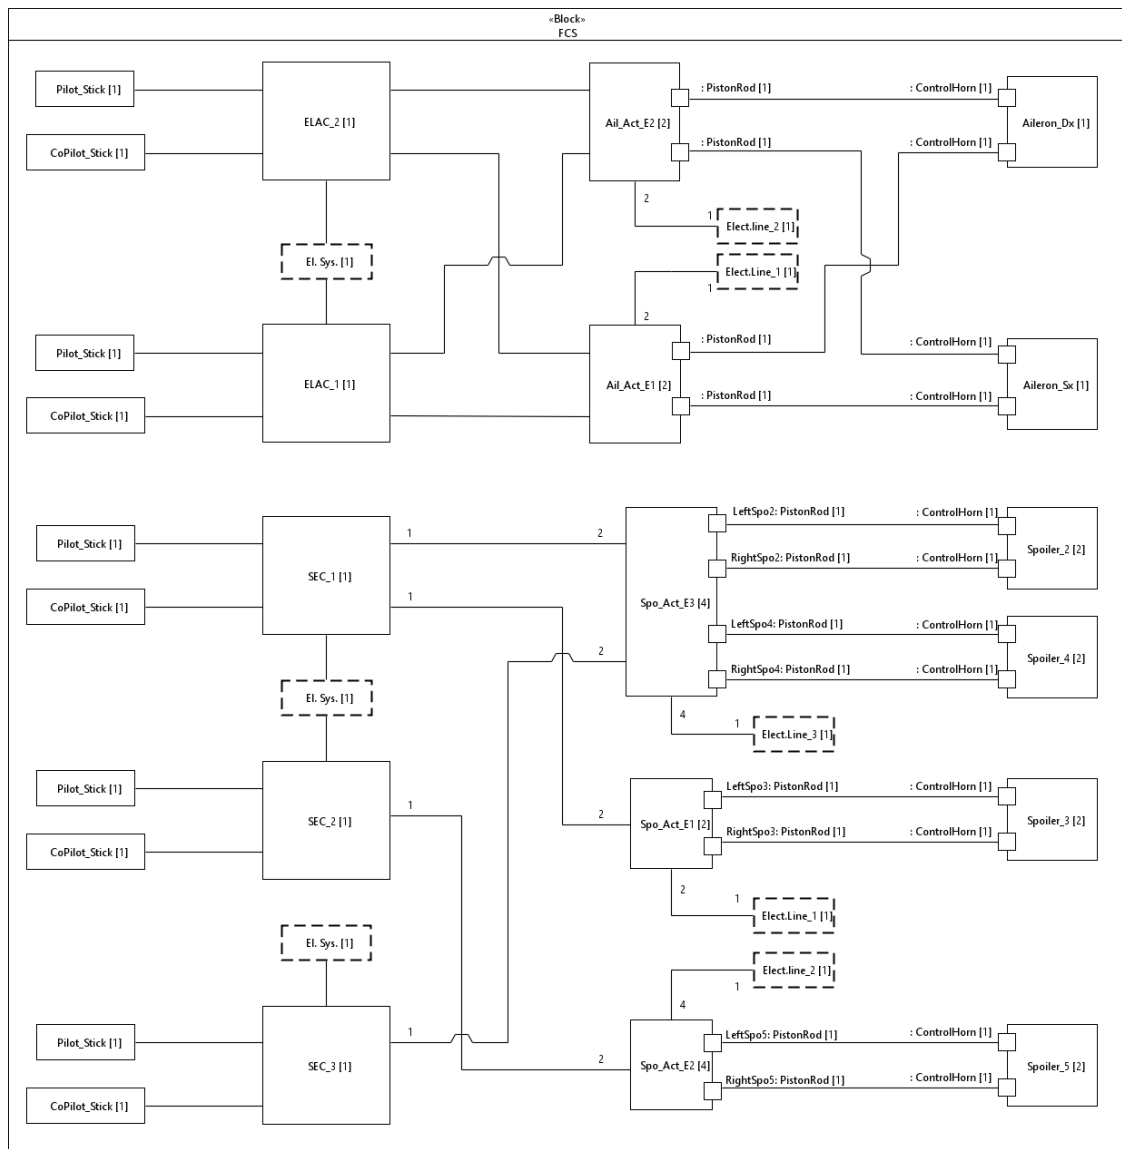 «Block»
FCS
Pilot_Stick [1]
CoPilot_Stick [1]
ELAC_2 [1]
Ail_Act_E2 [2]
: PistonRod [1]
: ControlHorn [1]
: PistonRod [1]
: ControlHorn [1]
Aileron_Dx [1]
2
1
Elect.line_2 [1]
El. Sys. [1]
Elect.Line_1 [1]
1
2
Pilot_Stick [1]
CoPilot_Stick [1]
ELAC_1 [1]
Ail_Act_E1 [2]
: PistonRod [1]
: ControlHorn [1]
: PistonRod [1]
: ControlHorn [1]
Aileron_Sx [1]
Pilot_Stick [1]
CoPilot_Stick [1]
SEC_1 [1]
1
2
1
2
Spo_Act_E3 [4]
LeftSpo2: PistonRod [1]
: ControlHorn [1]
RightSpo2: PistonRod [1]
: ControlHorn [1]
Spoiler_2 [2]
LeftSpo4: PistonRod [1]
: ControlHorn [1]
RightSpo4: PistonRod [1]
: ControlHorn [1]
Spoiler_4 [2]
El. Sys. [1]
4
1
Elect.Line_3 [1]
Pilot_Stick [1]
CoPilot_Stick [1]
SEC_2 [1]
1
2
Spo_Act_E1 [2]
LeftSpo3: PistonRod [1]
: ControlHorn [1]
RightSpo3: PistonRod [1]
: ControlHorn [1]
Spoiler_3 [2]
2
1
Elect.Line_1 [1]
El. Sys. [1]
Elect.line_2 [1]
1
4
Pilot_Stick [1]
CoPilot_Stick [1]
SEC_3 [1]
1
2
Spo_Act_E2 [4]
LeftSpo5: PistonRod [1]
: ControlHorn [1]
RightSpo5: PistonRod [1]
: ControlHorn [1]
Spoiler_5 [2]